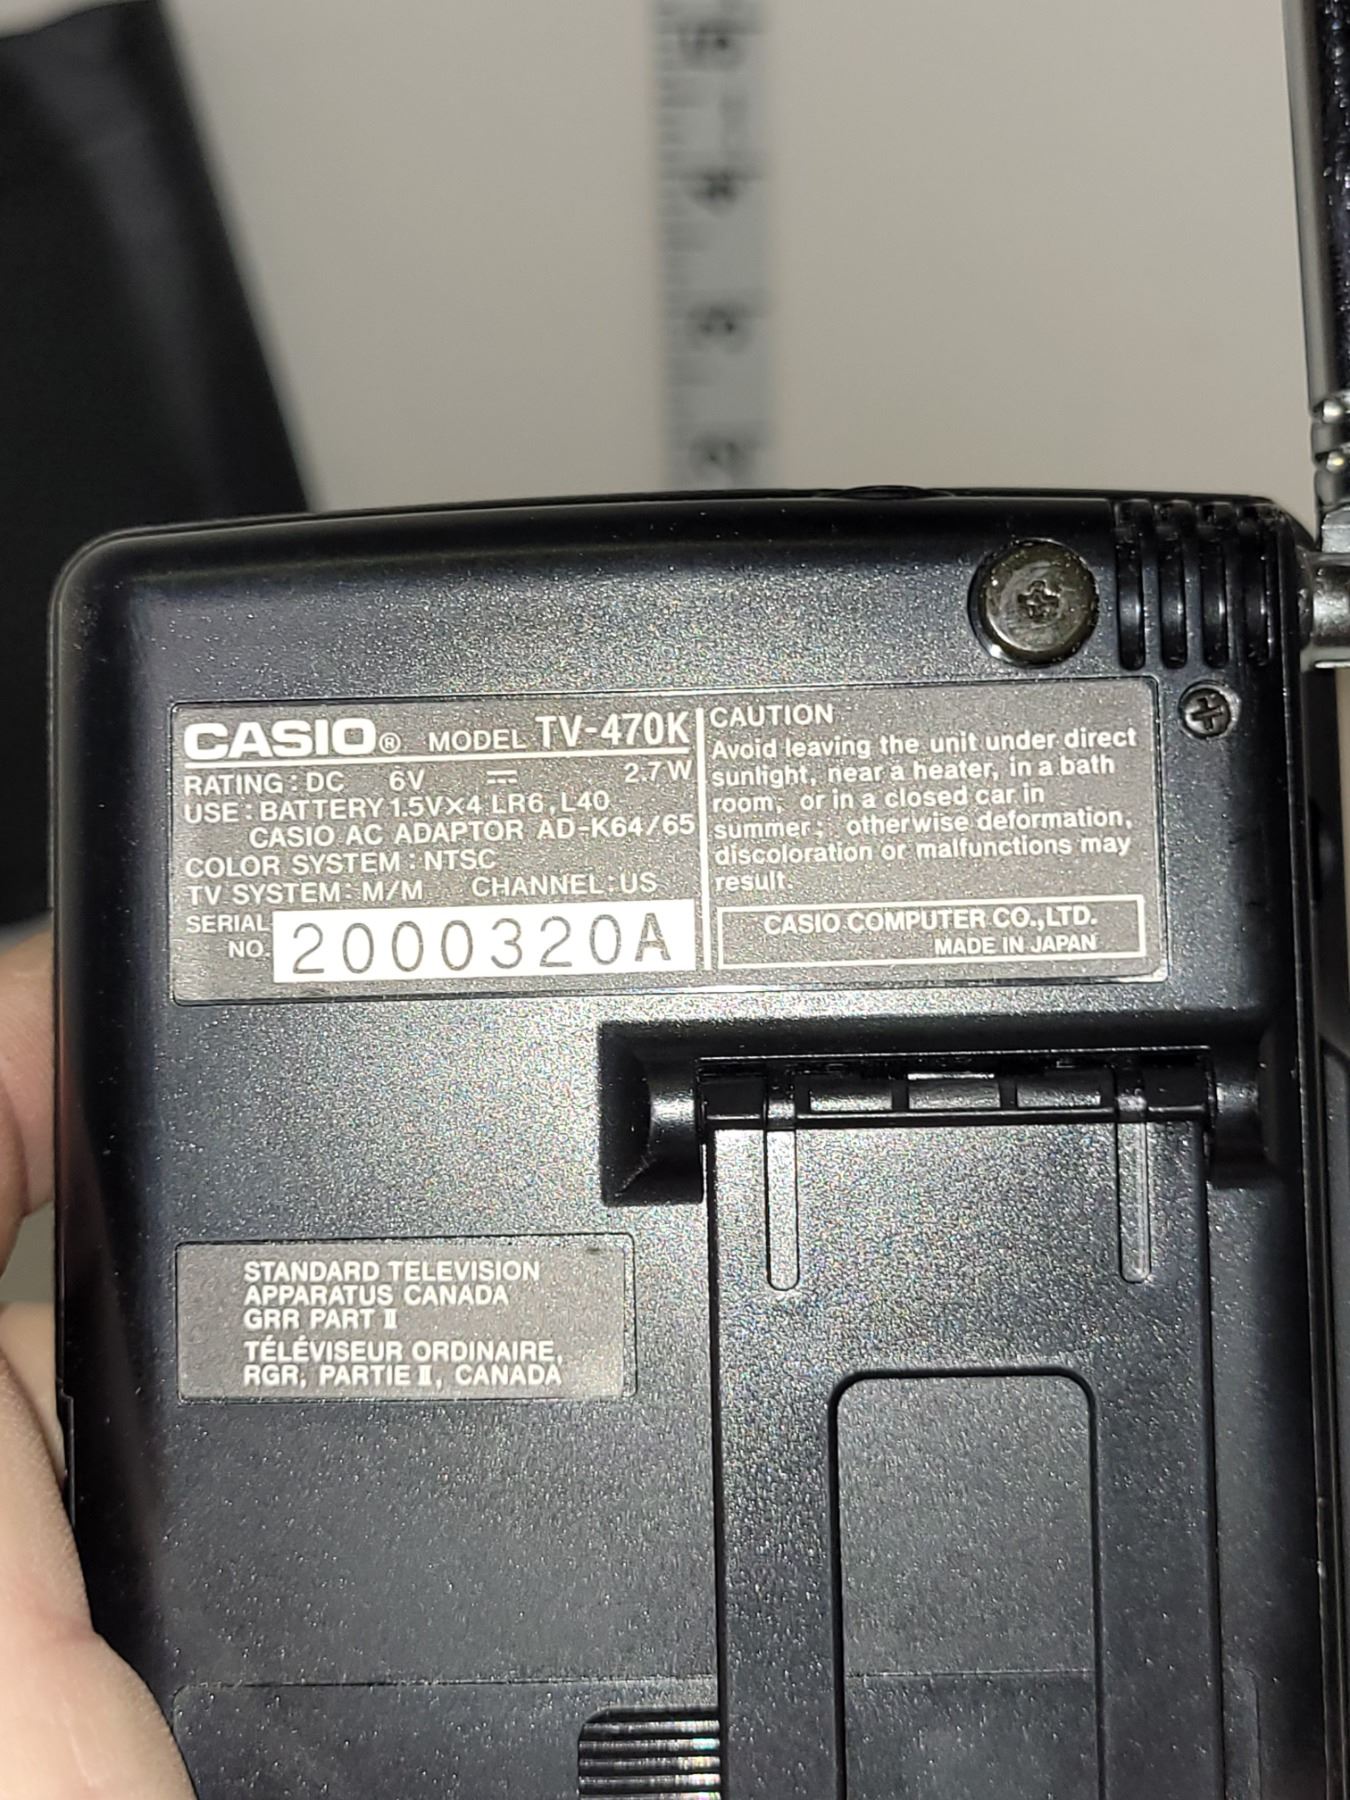 CASIO® MODEL TV-470K
RATING: DC 6V ⎓ 2.7W
USE: BATTERY 1.5V×4 LR6, L40
CASIO AC ADAPTOR AD-K64/65
COLOR SYSTEM: NTSC
TV SYSTEM: M/M CHANNEL: US
SERIAL
NO. 2000320A
CAUTION
Avoid leaving the unit under direct
sunlight, near a heater, in a bath
room, or in a closed car in
summer; otherwise deformation,
discoloration or malfunctions may
result.
CASIO COMPUTER CO.,LTD.
MADE IN JAPAN
STANDARD TELEVISION
APPARATUS CANADA
GRR PART II
TÉLÉVISEUR ORDINAIRE,
RGR, PARTIE II, CANADA